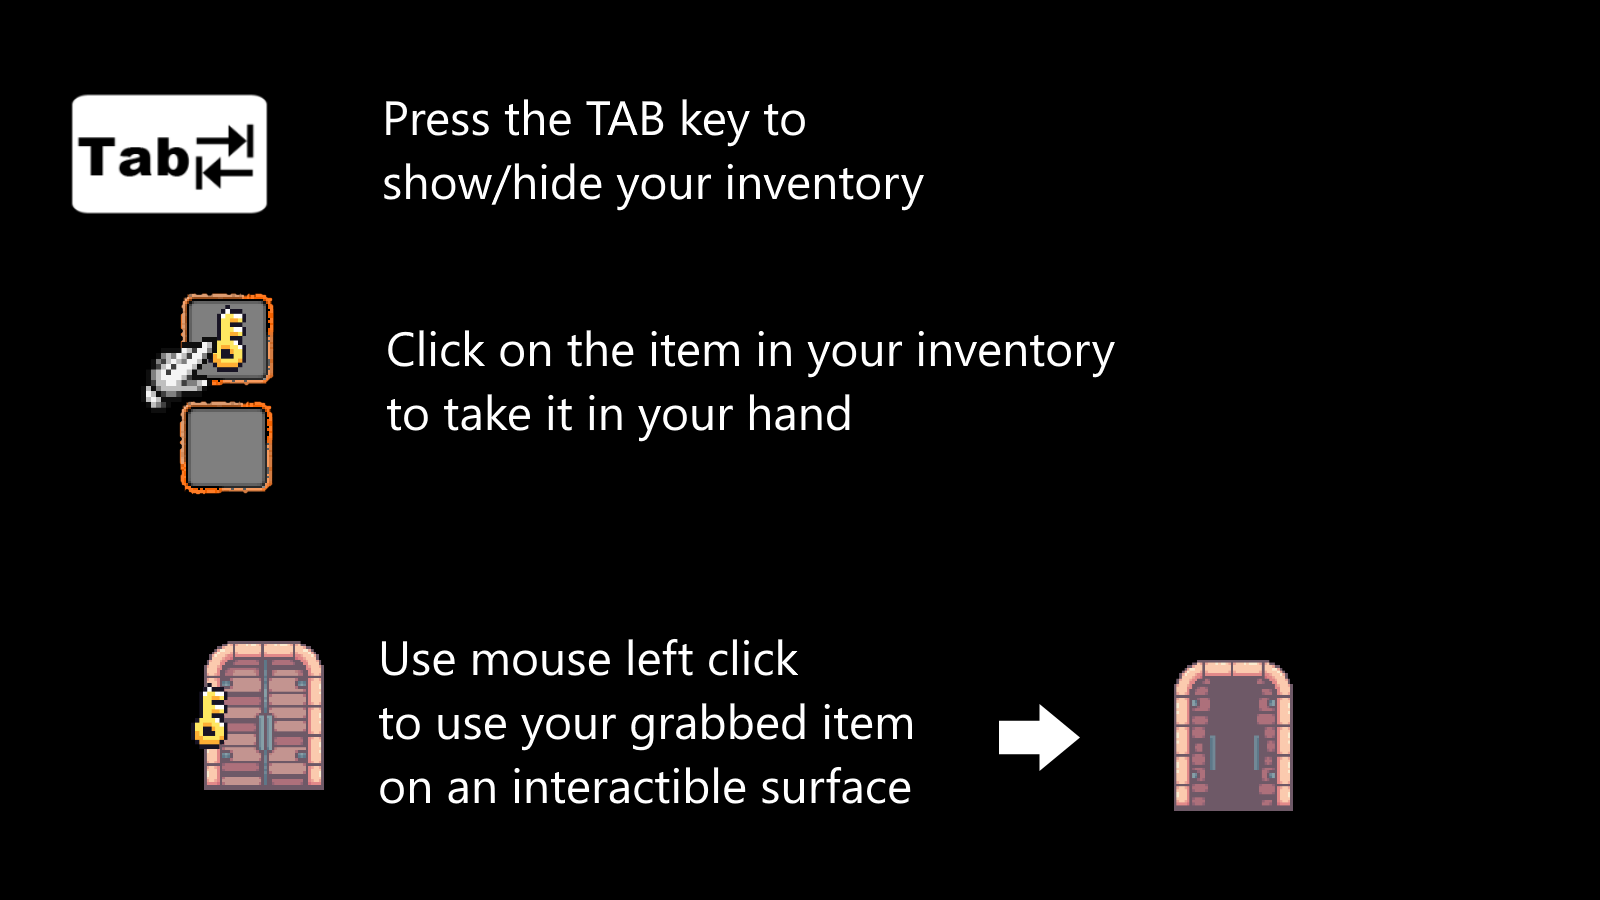 Tab
Press the TAB key to
show/hide your inventory
Click on the item in your inventory
to take it in your hand
Use mouse left click
to use your grabbed item
on an interactible surface